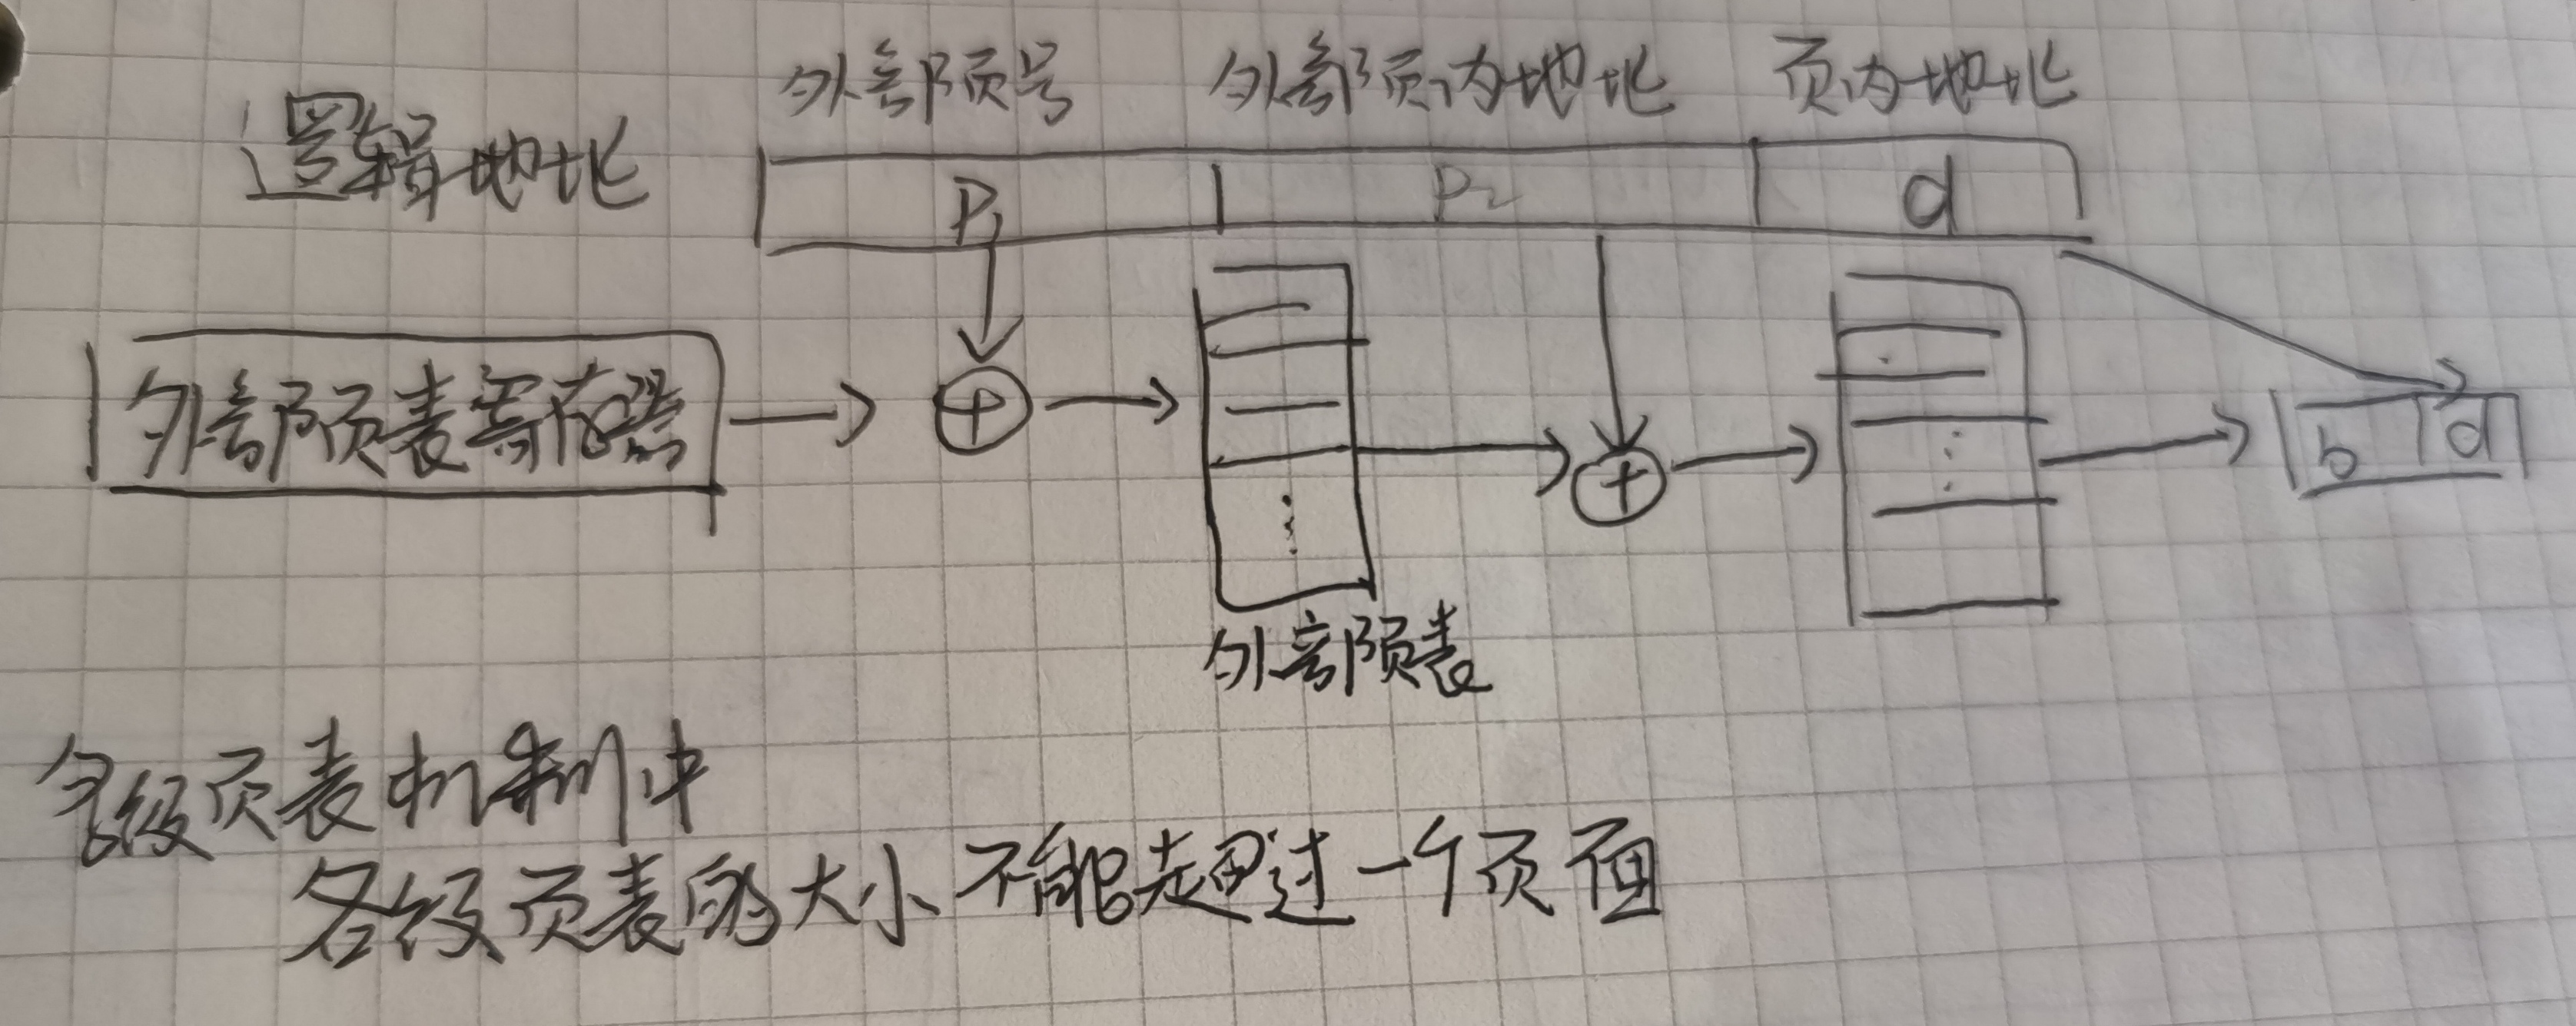 外部页号 外部页内地址 页内地址
逻辑地址 P₁ P₂ d
外部页表寄存器
b d
外部页表
多级页表机制中
各级页表的大小不能超过一个页面